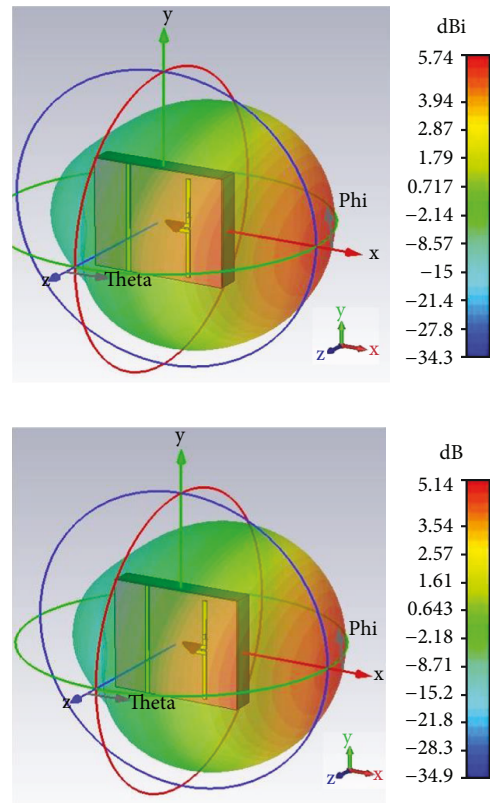 y
dBi
5.74
3.94
2.87
1.79
0.717
−2.14
−8.57
−15
−21.4
−27.8
−34.3
Phi
x
z
Theta
y
z
x
y
dB
5.14
3.54
2.57
1.61
0.643
−2.18
−8.71
−15.2
−21.8
−28.3
−34.9
Phi
x
z
Theta
y
z
x